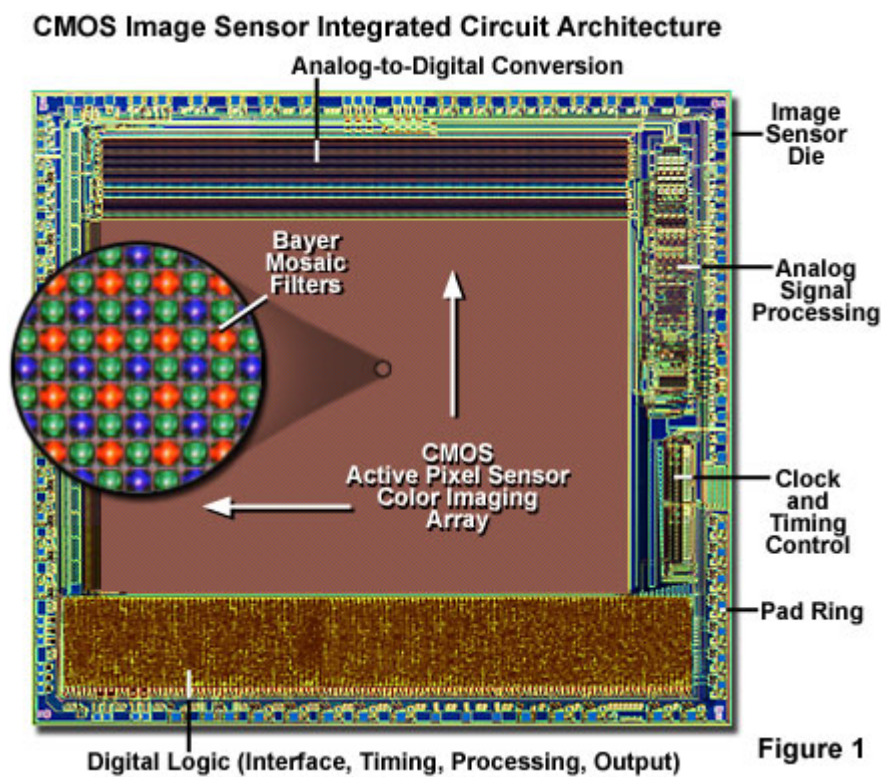 CMOS Image Sensor Integrated Circuit Architecture
Analog-to-Digital Conversion
Image
Sensor
Die
Bayer
Mosaic
Filters
Analog
Signal
Processing
CMOS
Active Pixel Sensor
Color Imaging
Array
Clock
and
Timing
Control
Pad Ring
Digital Logic (Interface, Timing, Processing, Output)
Figure 1